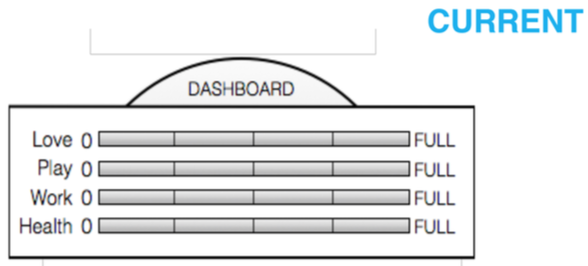 CURRENT
DASHBOARD
Love 0 FULL
Play 0 FULL
Work 0 FULL
Health 0 FULL